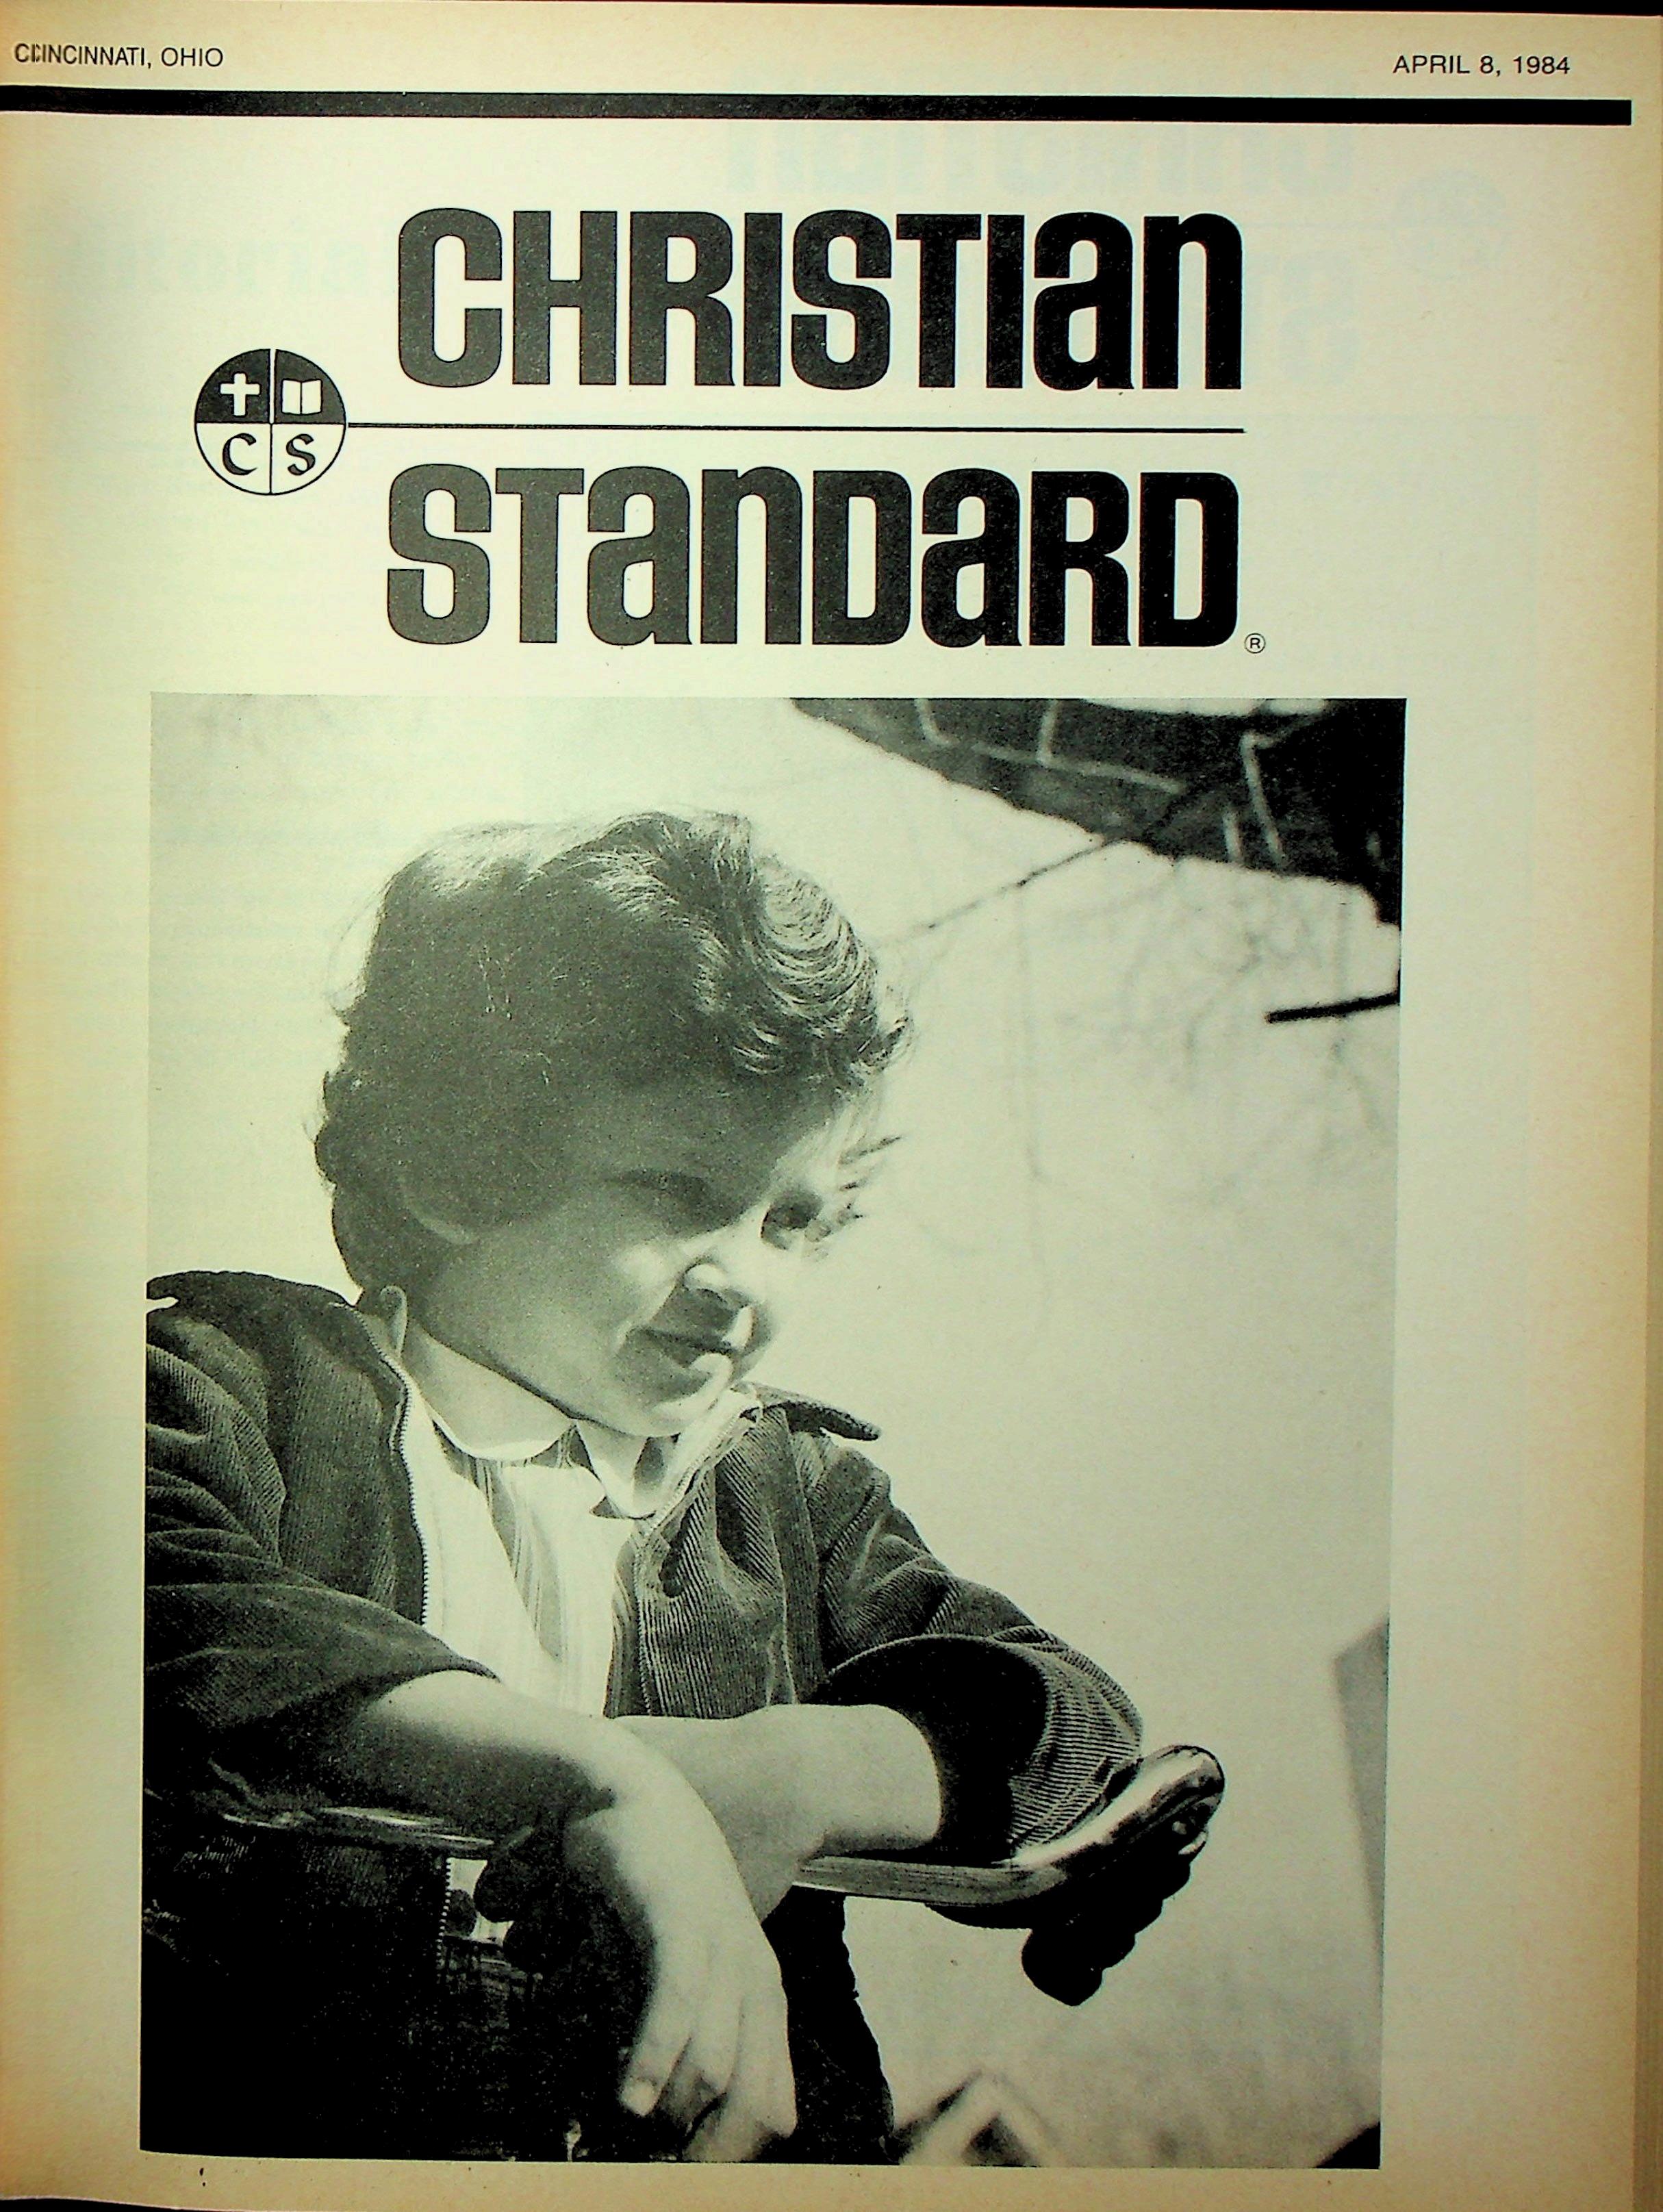 CINCINNATI, OHIO
APRIL 8, 1984
CHRISTIAN
C S
STANDARD®